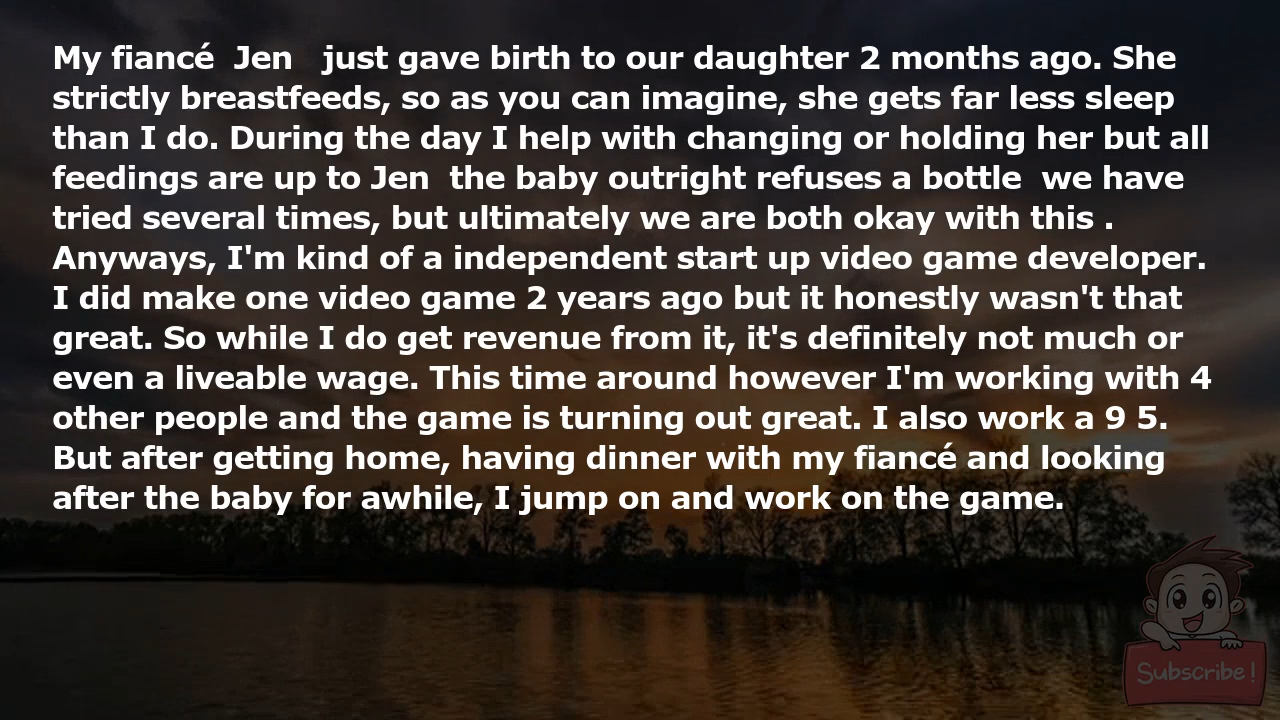 My fiancé Jen just gave birth to our daughter 2 months ago. She
strictly breastfeeds, so as you can imagine, she gets far less sleep
than I do. During the day I help with changing or holding her but all
feedings are up to Jen the baby outright refuses a bottle we have
tried several times, but ultimately we are both okay with this .
Anyways, I'm kind of a independent start up video game developer.
I did make one video game 2 years ago but it honestly wasn't that
great. So while I do get revenue from it, it's definitely not much or
even a liveable wage. This time around however I'm working with 4
other people and the game is turning out great. I also work a 9 5.
But after getting home, having dinner with my fiancé and looking
after the baby for awhile, I jump on and work on the game.
Subscribe!